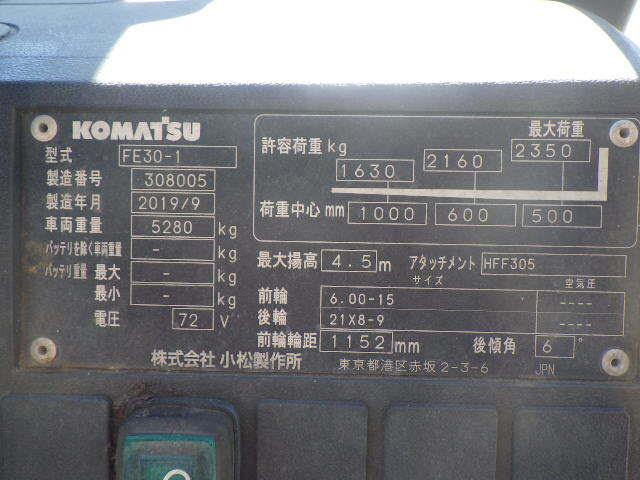 KOMATSU
型式 FE30-1
製造番号 308005
製造年月 2019/9
車両重量 5280 kg
バッテリを除く車両重量 - kg
バッテリ重量 最大 - kg
最小 - kg
電圧 72 V
最大荷重
許容荷重 kg 1630 2160 2350
荷重中心 mm 1000 600 500
最大揚高 4.5 m アタッチメント HFF305
サイズ 空気圧
前輪 6.00-15 ----
後輪 21X8-9 ----
前輪輪距 1152 mm 後傾角 6 °
株式会社 小松製作所 東京都港区赤坂2-3-6 JPN